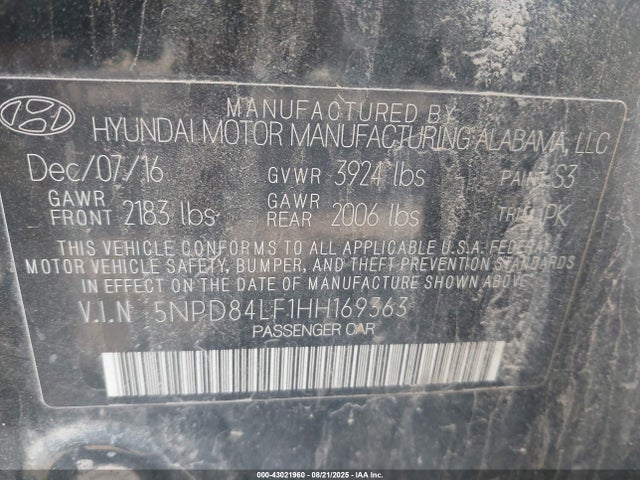 MANUFACTURED BY
HYUNDAI MOTOR MANUFACTURING ALABAMA, LLC
Dec/07/16 GVWR 3924 lbs PAINT S3
GAWR FRONT 2183 lbs GAWR REAR 2006 lbs TRIM PK
THIS VEHICLE CONFORMS TO ALL APPLICABLE U.S.A. FEDERAL
MOTOR VEHICLE SAFETY, BUMPER, AND THEFT PREVENTION STANDARDS
IN EFFECT ON THE DATE OF MANUFACTURE SHOWN ABOVE.
V.I.N 5NPD84LF1HH169363
PASSENGER CAR
000-43021960 - 08/21/2025 - IAA Inc.